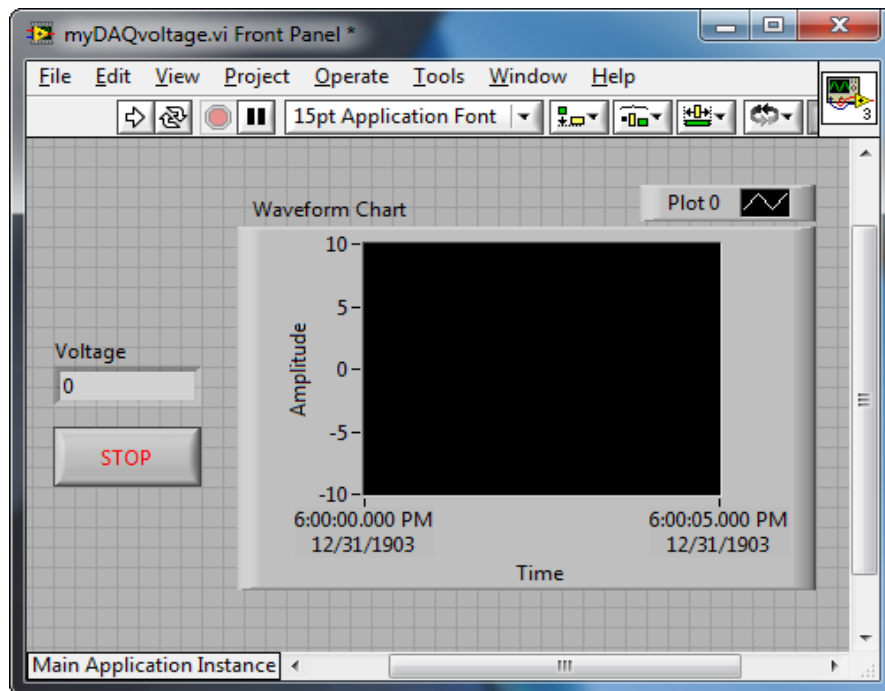 myDAQvoltage.vi Front Panel *
File Edit View Project Operate Tools Window Help
15pt Application Font
3
Waveform Chart
Plot 0
10
5
0
-5
-10
Amplitude
Voltage
0
STOP
6:00:00.000 PM
12/31/1903
6:00:05.000 PM
12/31/1903
Time
Main Application Instance